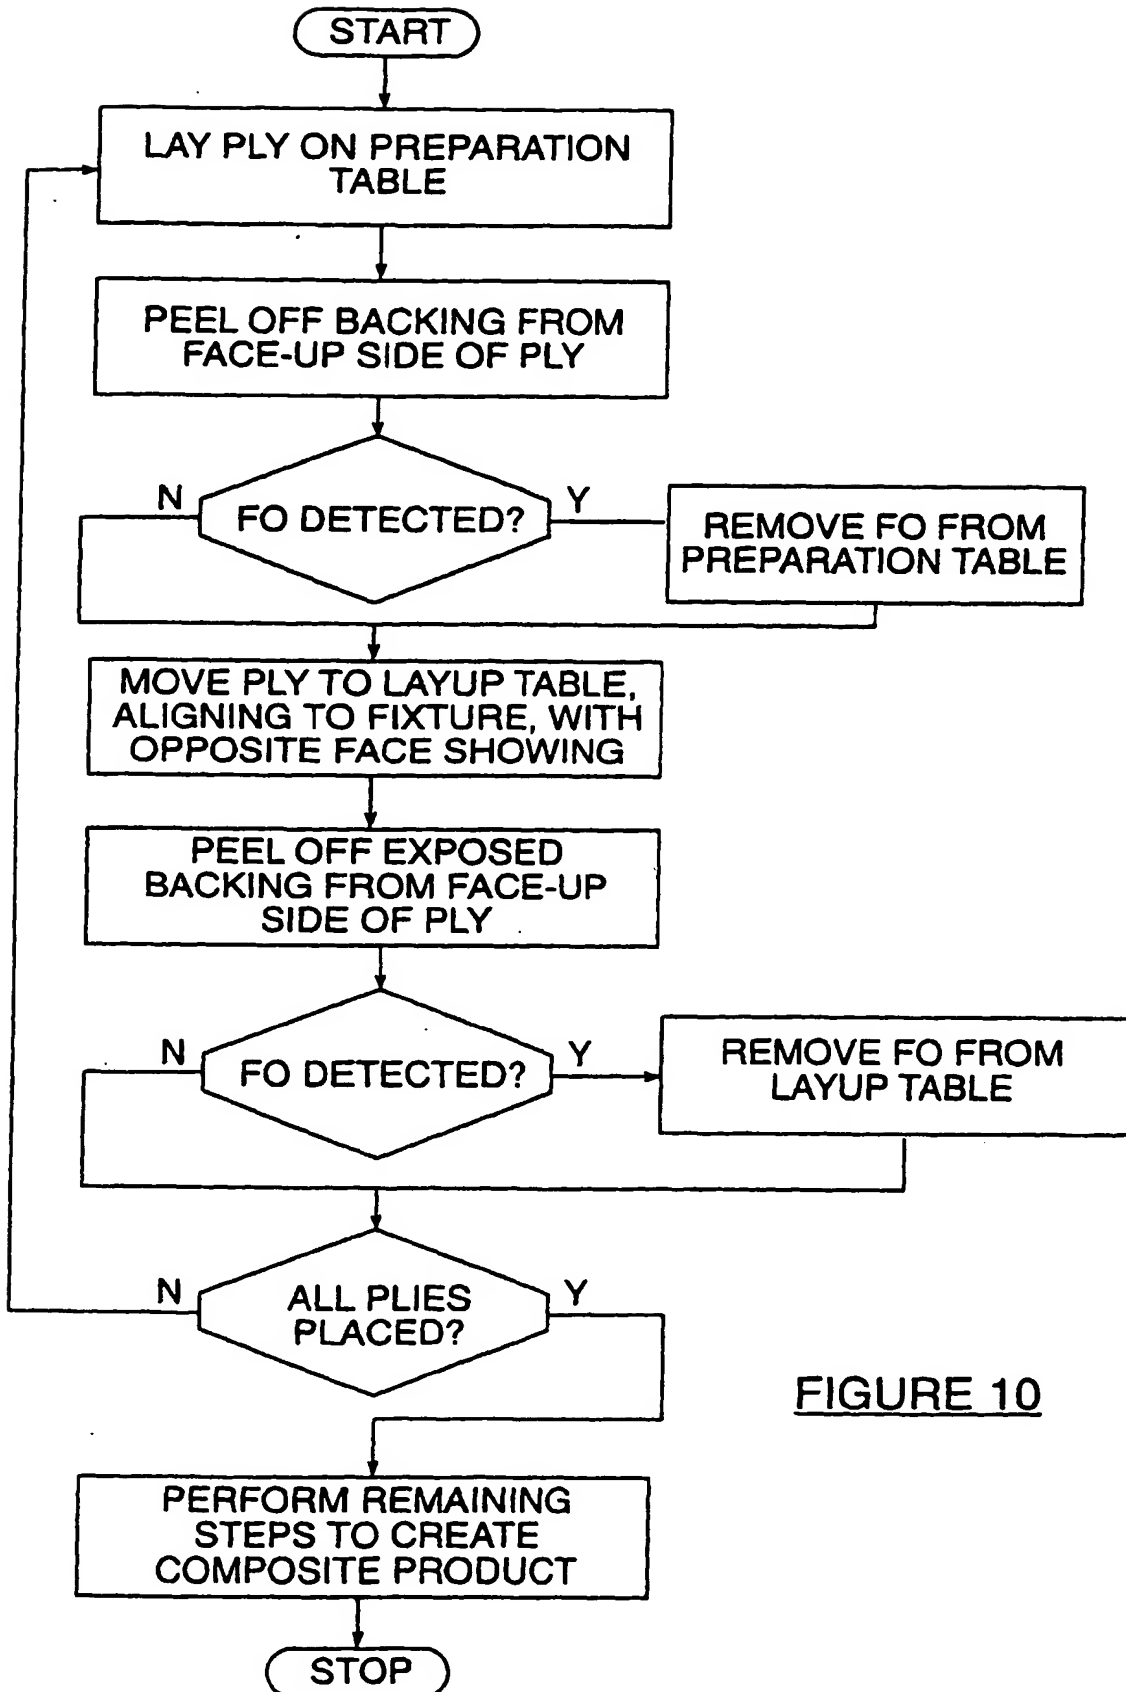 START
LAY PLY ON PREPARATION
TABLE
PEEL OFF BACKING FROM
FACE-UP SIDE OF PLY
N
FO DETECTED?
Y
REMOVE FO FROM
PREPARATION TABLE
MOVE PLY TO LAYUP TABLE,
ALIGNING TO FIXTURE, WITH
OPPOSITE FACE SHOWING
PEEL OFF EXPOSED
BACKING FROM FACE-UP
SIDE OF PLY
N
FO DETECTED?
Y
REMOVE FO FROM
LAYUP TABLE
N
ALL PLIES
PLACED?
Y
FIGURE 10
PERFORM REMAINING
STEPS TO CREATE
COMPOSITE PRODUCT
STOP